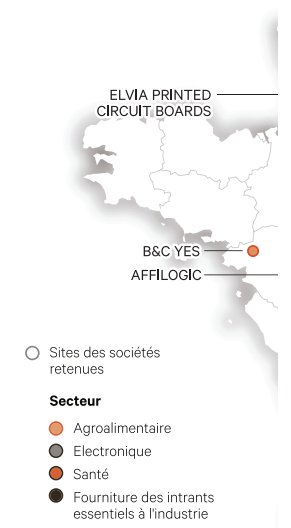 ELVIA PRINTED
CIRCUIT BOARDS
B&C YES
AFFILOGIC
Sites des sociétés
retenues
Secteur
Agroalimentaire
Electronique
Santé
Fourniture des intrants
essentiels à l'industrie